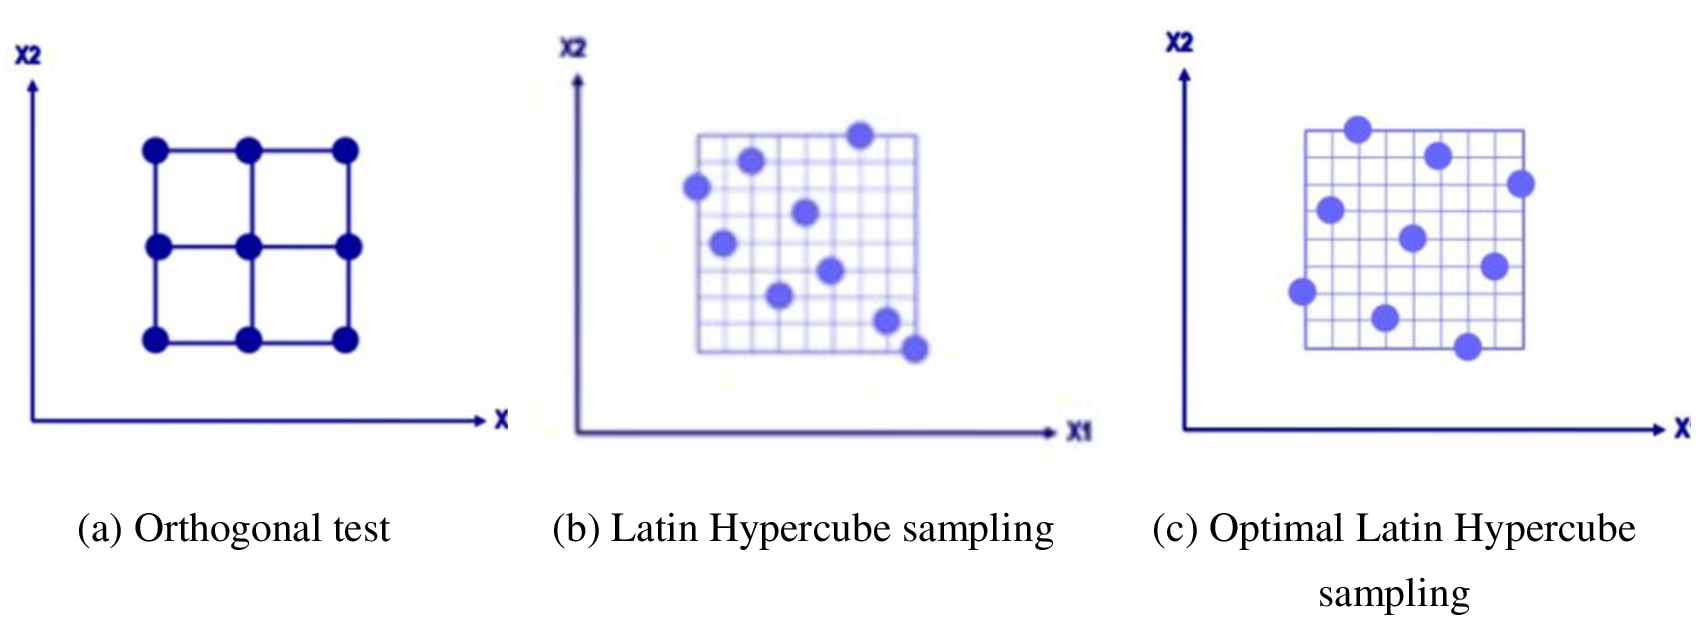 X2
X
(a) Orthogonal test
X2
X1
(b) Latin Hypercube sampling
X2
X
(c) Optimal Latin Hypercube
sampling